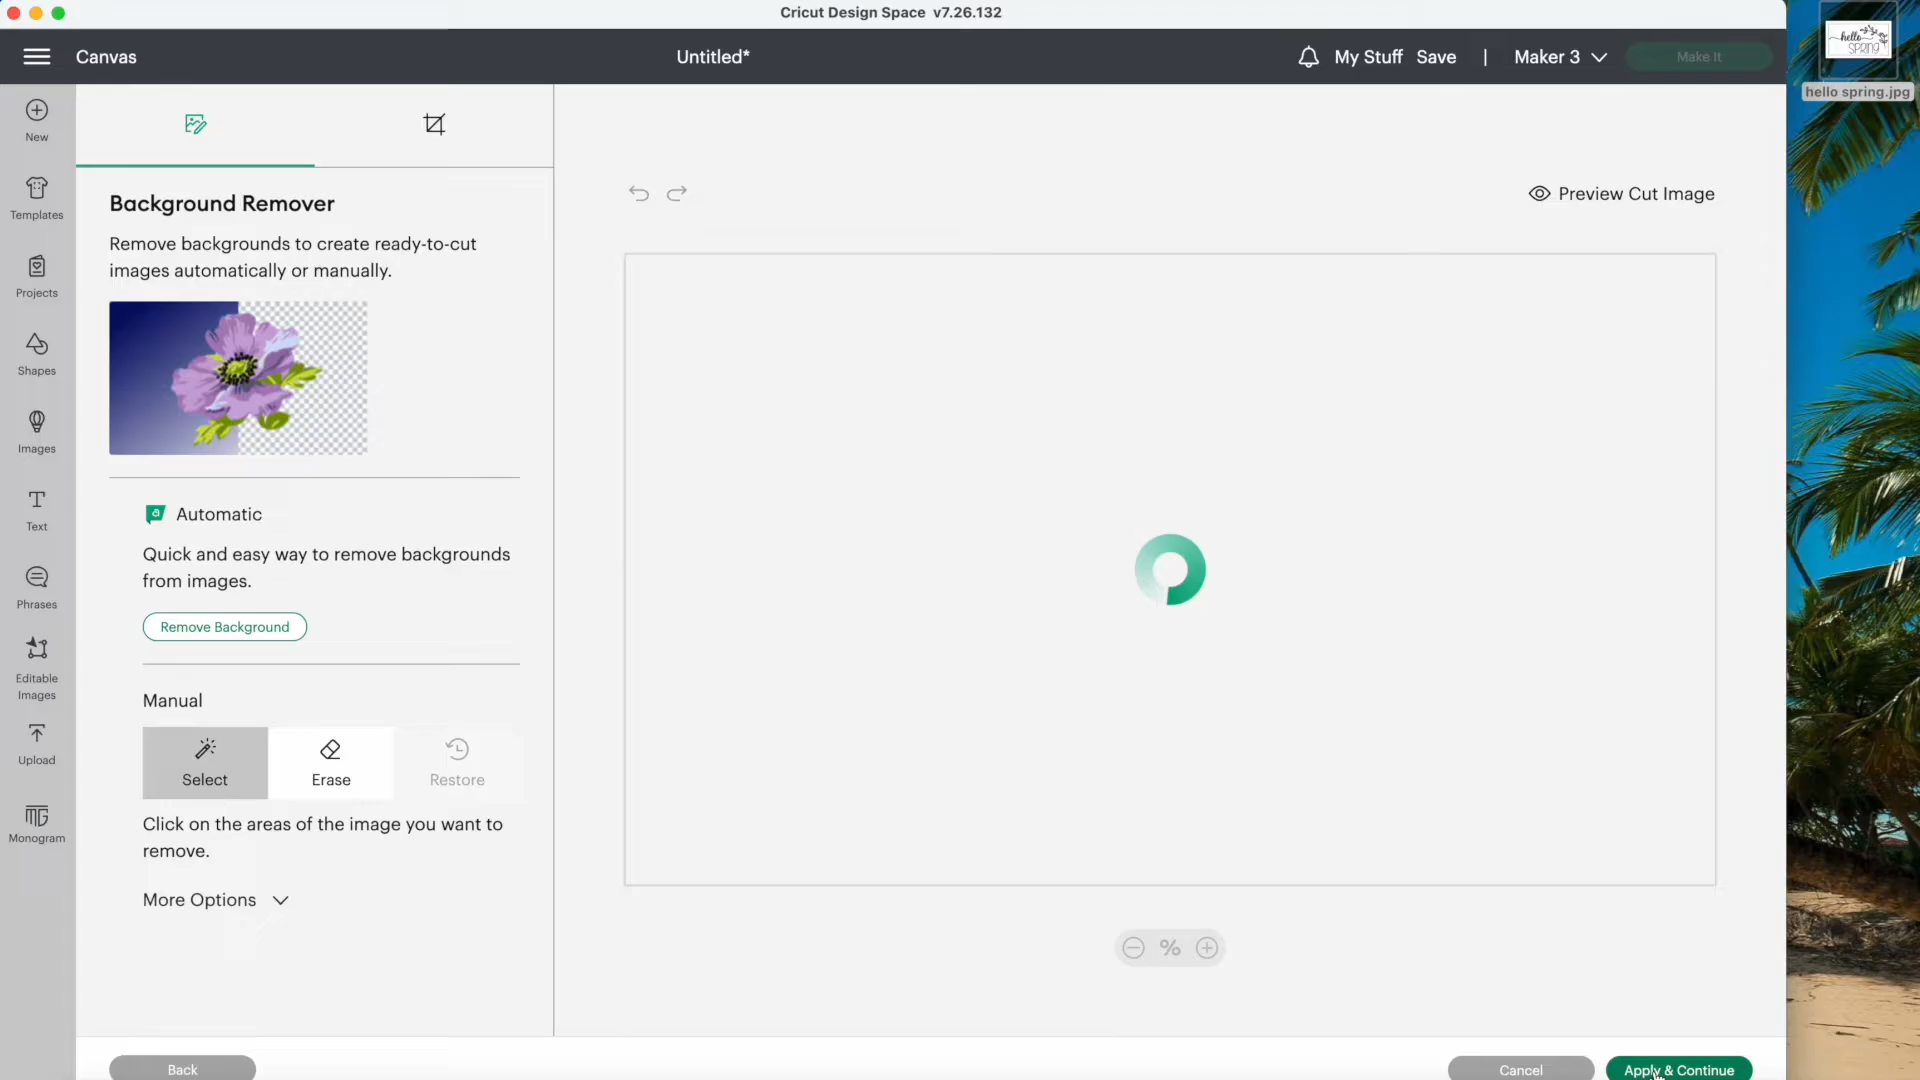 Cricut Design Space v7.26.132
Canvas
Untitled*
My Stuff
Save
|
Maker 3
Make It
hello spring
hello spring.jpg
New
Templates
Projects
Shapes
Images
Text
Phrases
Editable
Images
Upload
Monogram
Background Remover
Remove backgrounds to create ready-to-cut
images automatically or manually.
a Automatic
Quick and easy way to remove backgrounds
from images.
Remove Background
Manual
Select
Erase
Restore
Click on the areas of the image you want to
remove.
More Options
Preview Cut Image
%
Back
Cancel
Apply & Continue